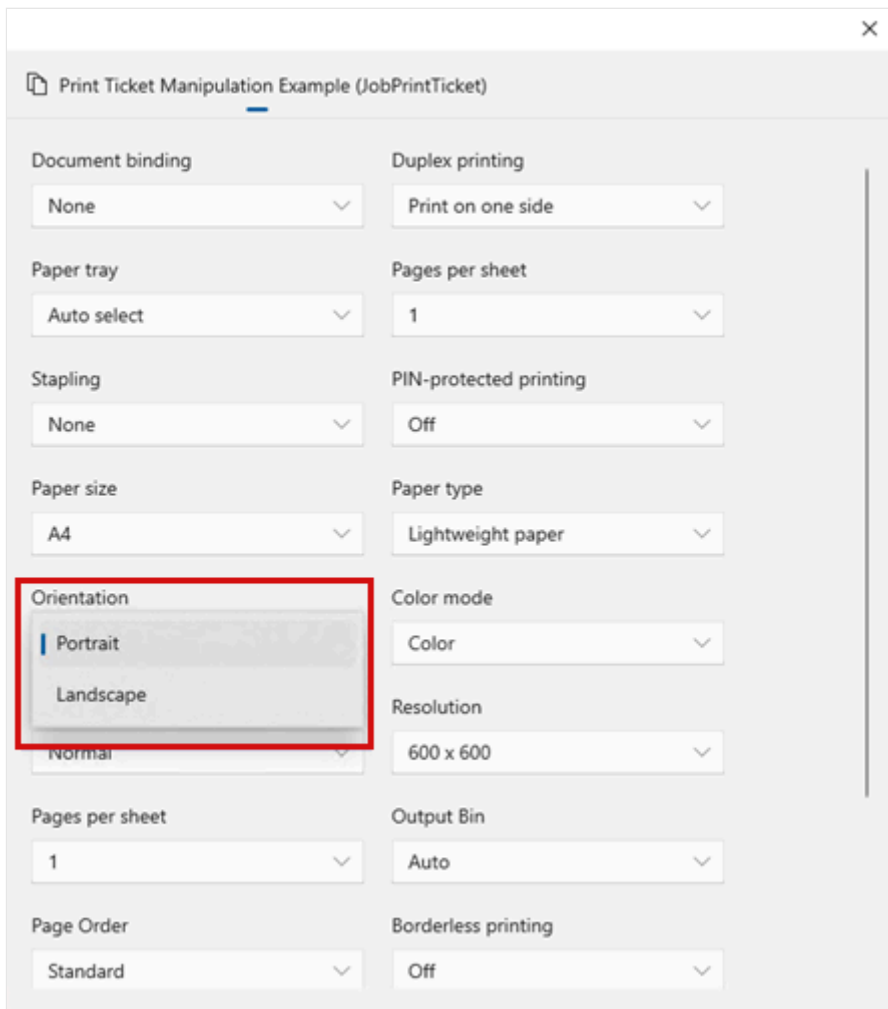 Print Ticket Manipulation Example (JobPrintTicket)
Document binding
Duplex printing
None
Print on one side
Paper tray
Pages per sheet
Auto select
1
Stapling
PIN-protected printing
None
Off
Paper size
Paper type
A4
Lightweight paper
Orientation
Color mode
Portrait
Color
Landscape
Resolution
Normal
600 x 600
Pages per sheet
Output Bin
1
Auto
Page Order
Borderless printing
Standard
Off